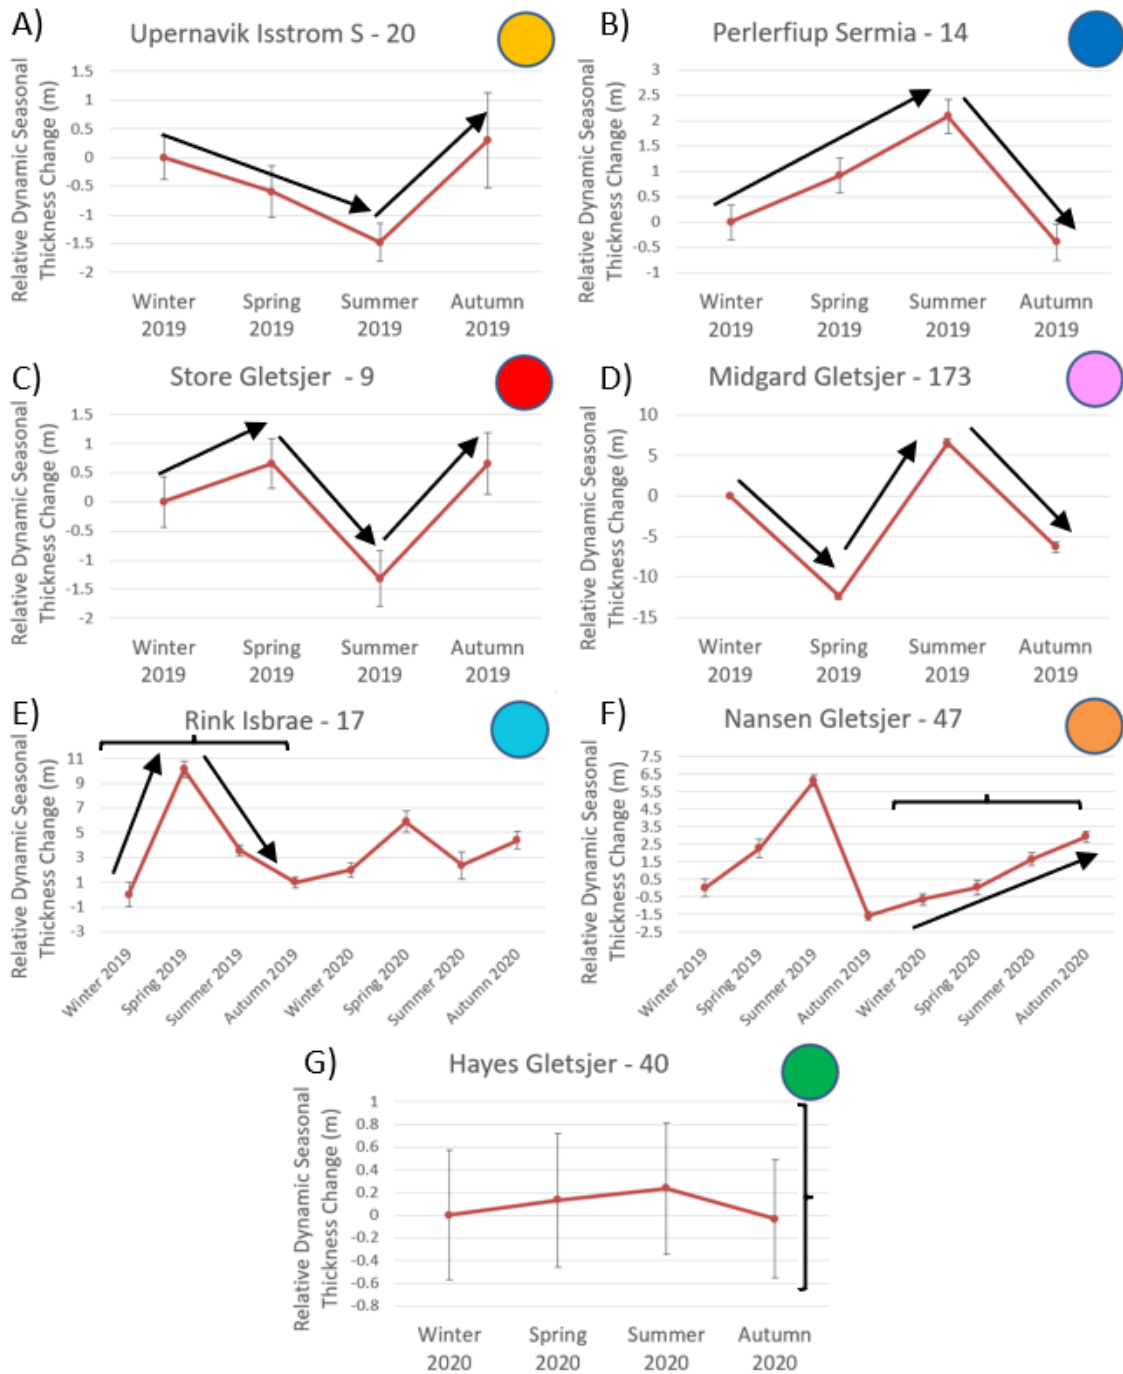 A)
Upernavik Isstrom S - 20
Relative Dynamic Seasonal
Thickness Change (m)
1.5
1
0.5
0
-0.5
-1
-1.5
-2
Winter
2019
Spring
2019
Summer
2019
Autumn
2019
B)
Perlerfiup Sermia - 14
Relative Dynamic Seasonal
Thickness Change (m)
3
2.5
2
1.5
1
0.5
0
-0.5
-1
Winter
2019
Spring
2019
Summer
2019
Autumn
2019
C)
Store Gletsjer  - 9
Relative Dynamic Seasonal
Thickness Change (m)
1.5
1
0.5
0
-0.5
-1
-1.5
-2
Winter
2019
Spring
2019
Summer
2019
Autumn
2019
D)
Midgard Gletsjer - 173
Relative Dynamic Seasonal
Thickness Change (m)
10
5
0
-5
-10
-15
Winter
2019
Spring
2019
Summer
2019
Autumn
2019
E)
Rink Isbrae - 17
Relative Dynamic Seasonal
Thickness Change (m)
11
9
7
5
3
1
-1
-3
Winter 2019
Spring 2019
Summer 2019
Autumn 2019
Winter 2020
Spring 2020
Summer 2020
Autumn 2020
F)
Nansen Gletsjer - 47
Relative Dynamic Seasonal
Thickness Change (m)
7.5
6.5
5.5
4.5
3.5
2.5
1.5
0.5
-0.5
-1.5
-2.5
Winter 2019
Spring 2019
Summer 2019
Autumn 2019
Winter 2020
Spring 2020
Summer 2020
Autumn 2020
G)
Hayes Gletsjer - 40
Relative Dynamic Seasonal
Thickness Change (m)
1
0.8
0.6
0.4
0.2
0
-0.2
-0.4
-0.6
-0.8
Winter
2020
Spring
2020
Summer
2020
Autumn
2020